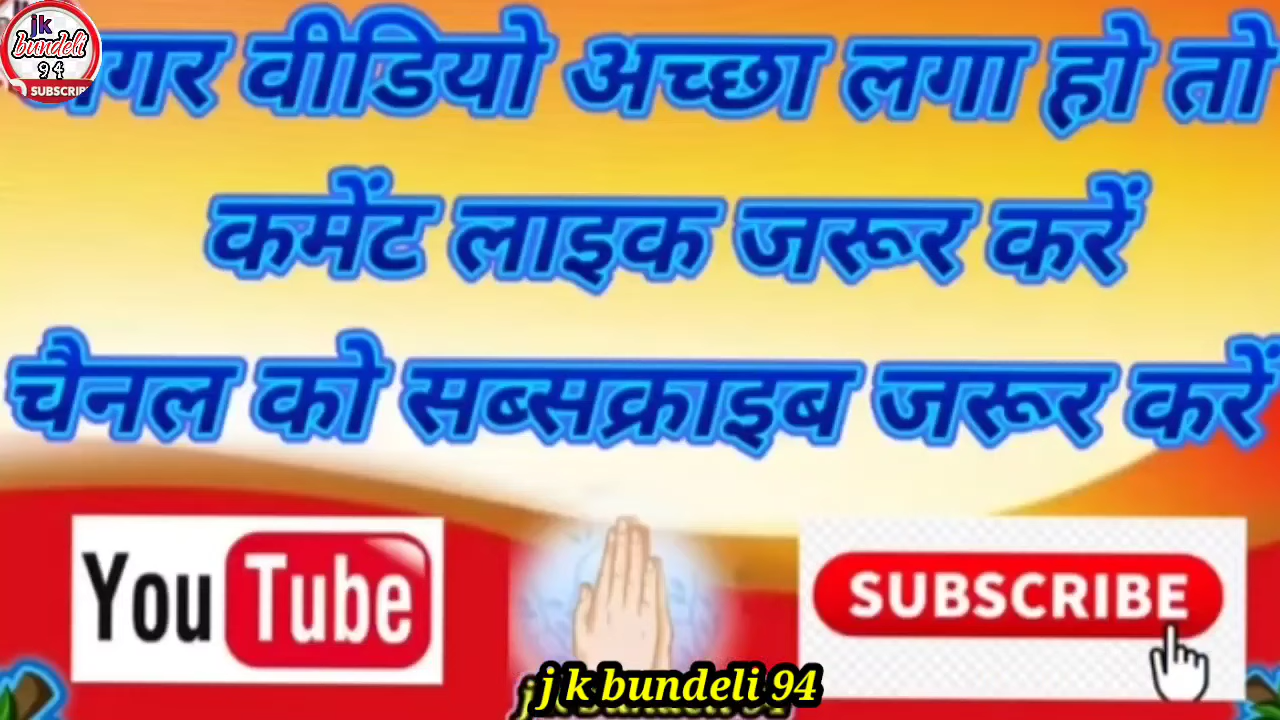 jk
bundeli
94
SUBSCRIBE
अगर वीडियो अच्छा लगा हो तो
कमेंट लाइक जरूर करें
चैनल को सब्सक्राइब जरूर करें
YouTube
SUBSCRIBE
j k bundeli 94